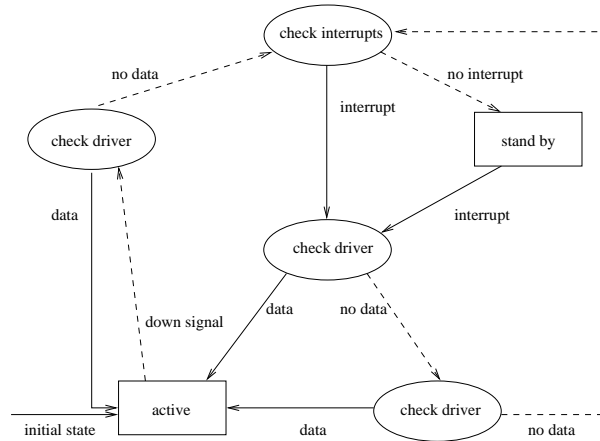 check interrupts
no data
no interrupt
interrupt
check driver
stand by
data
interrupt
check driver
down signal
data
no data
active
check driver
initial state
data
no data